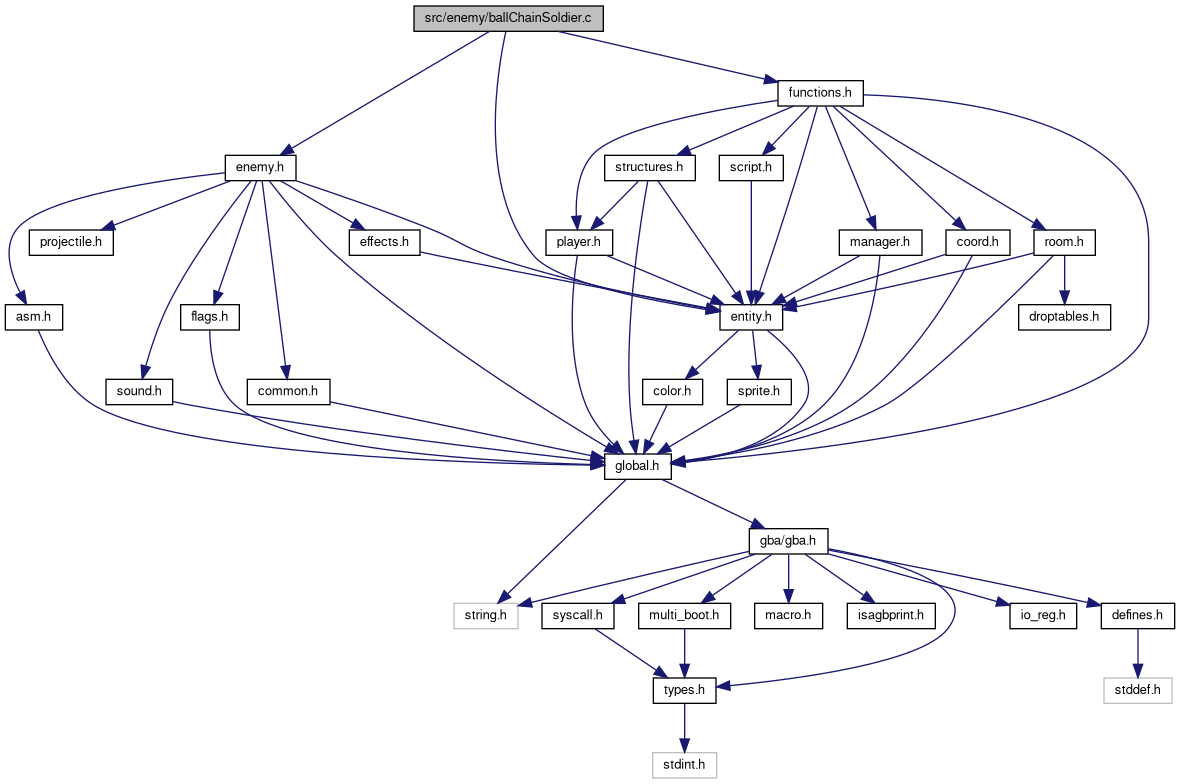 src/enemy/ballChainSoldier.c
functions.h
enemy.h
structures.h
script.h
projectile.h
effects.h
player.h
manager.h
coord.h
room.h
asm.h
flags.h
entity.h
droptables.h
sound.h
common.h
color.h
sprite.h
global.h
gba/gba.h
string.h
syscall.h
multi_boot.h
macro.h
isagbprint.h
io_reg.h
defines.h
types.h
stddef.h
stdint.h